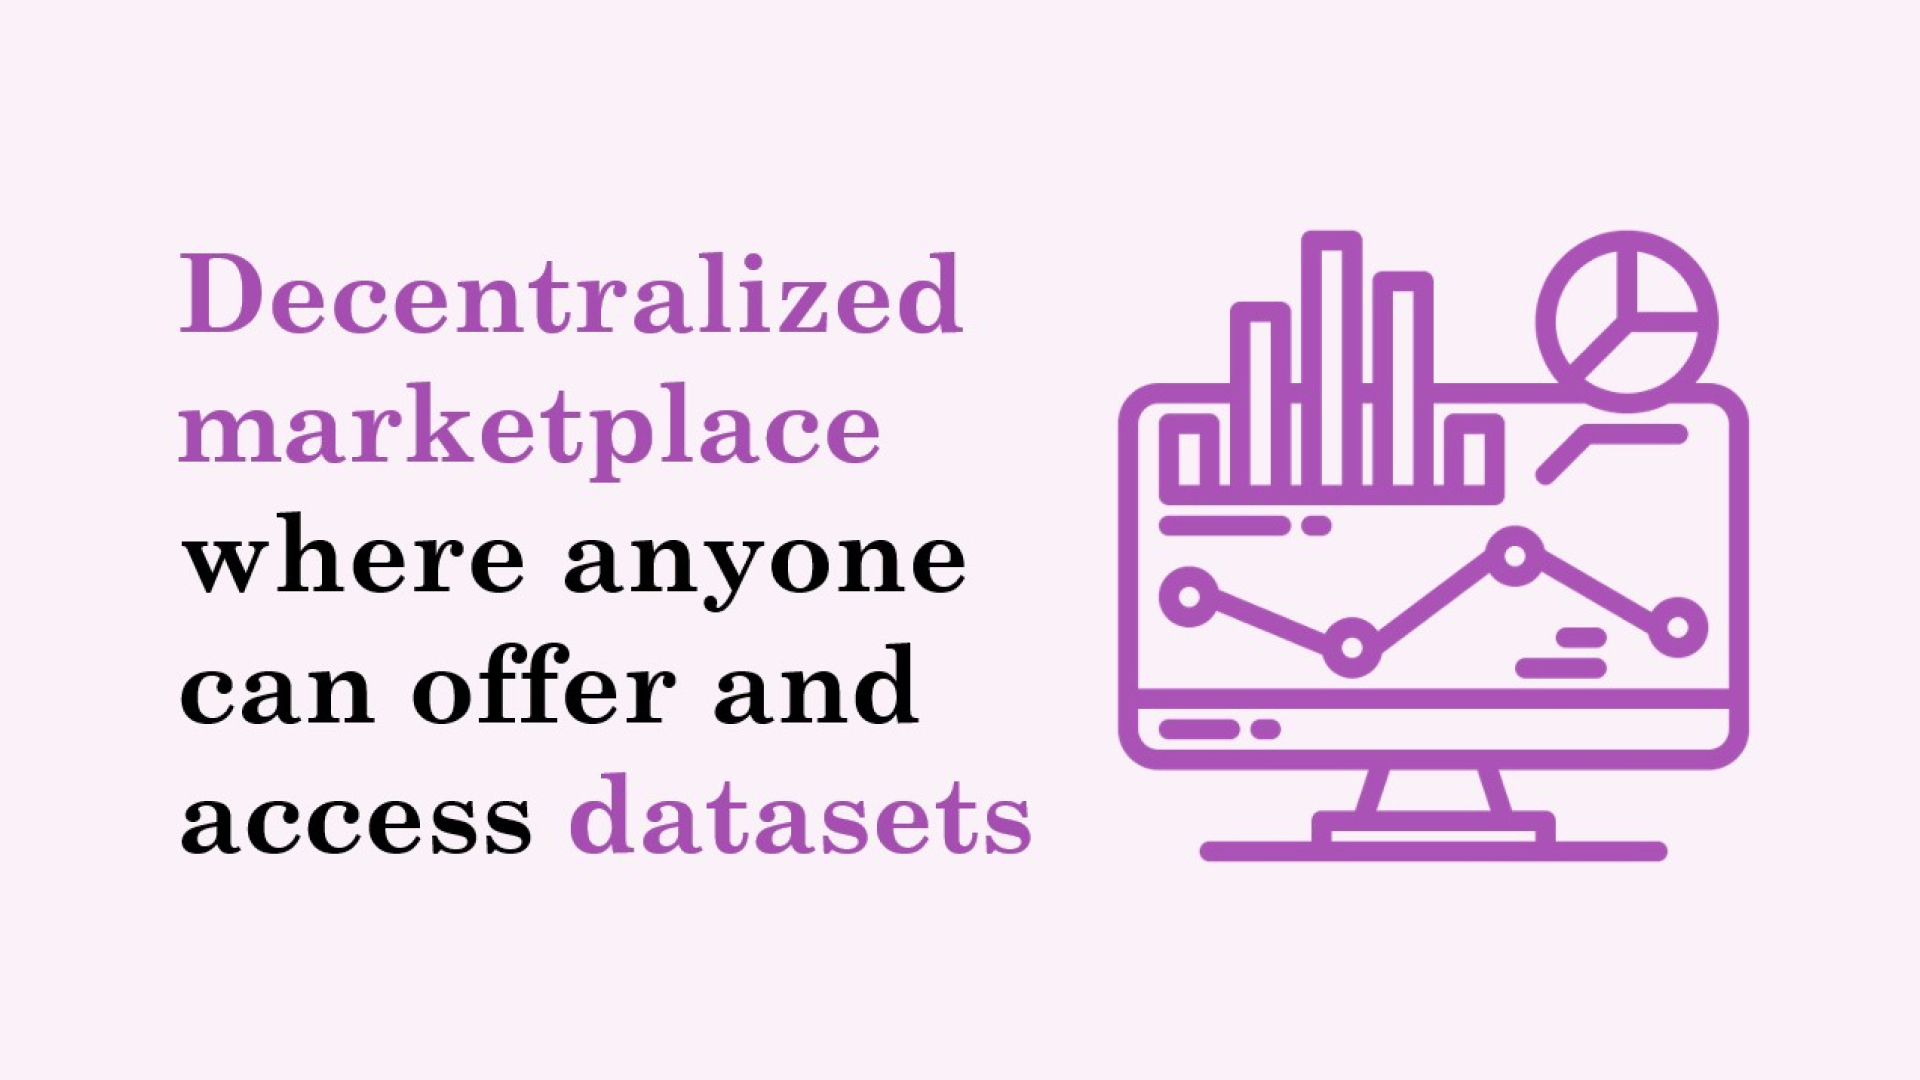 Decentralized
marketplace
where anyone
can offer and
access datasets